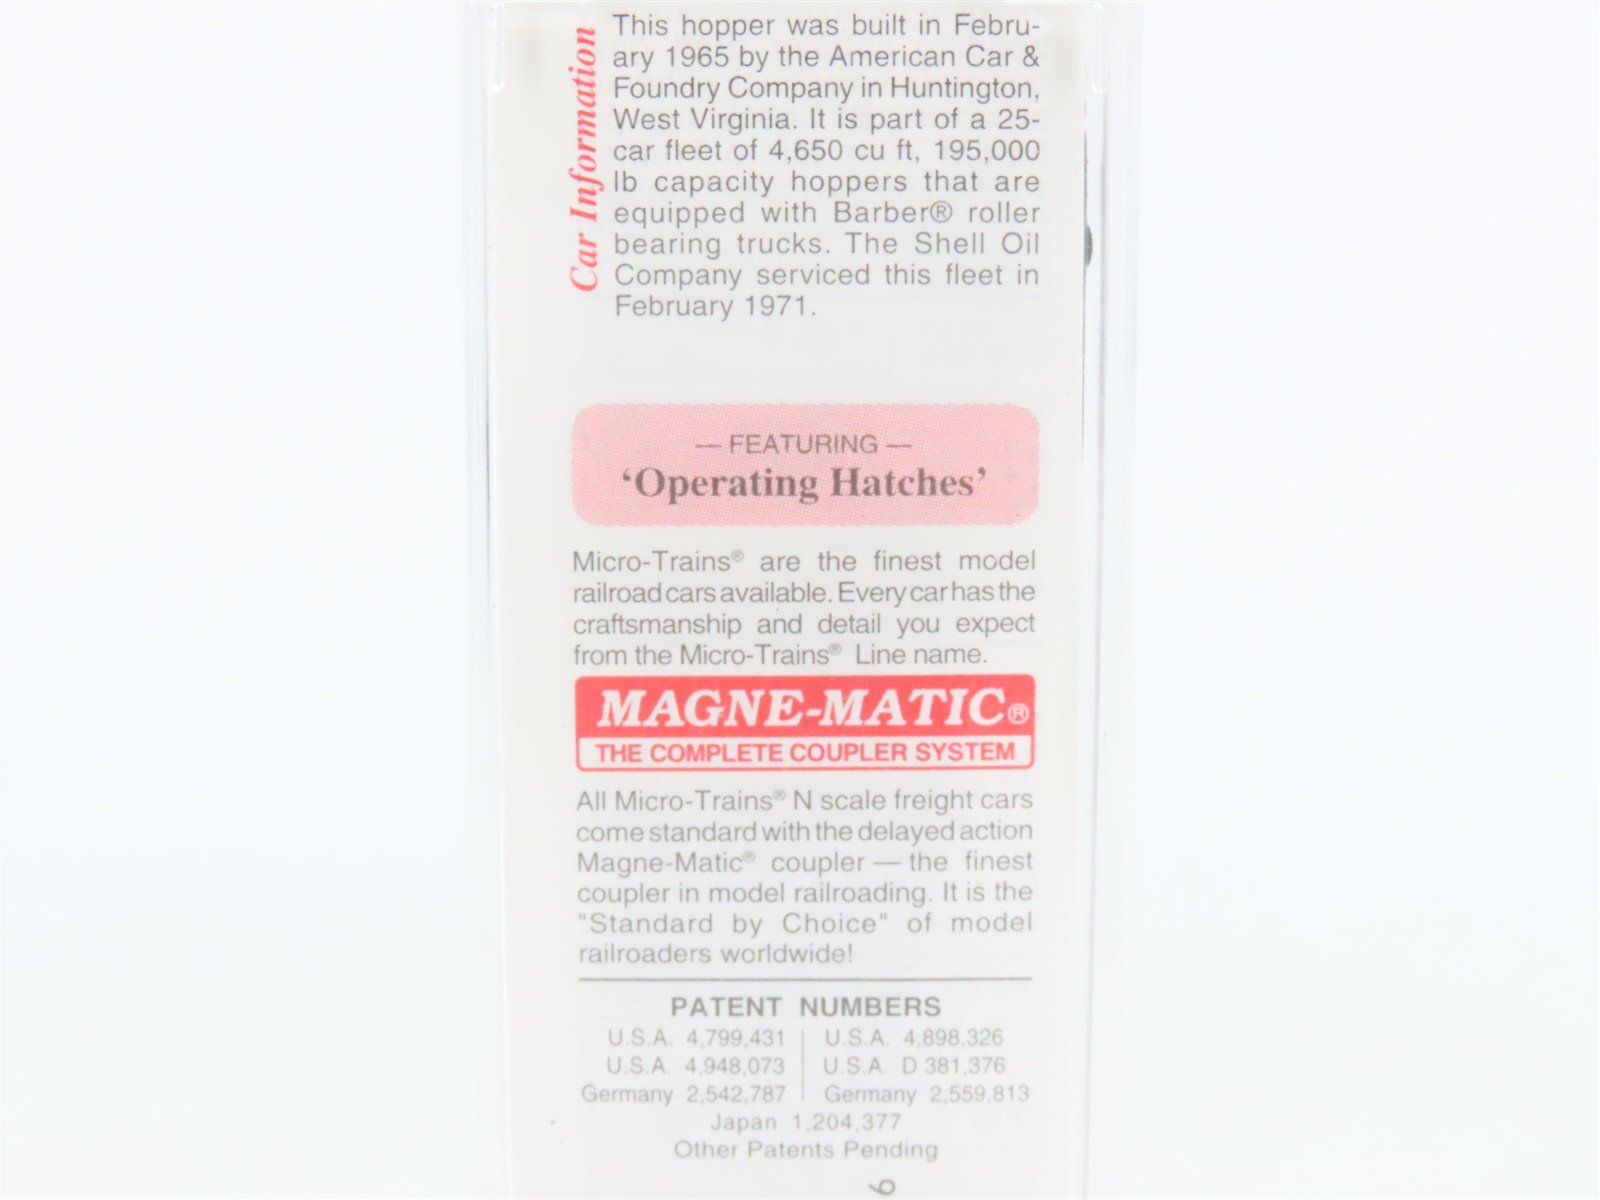 Car Information
This hopper was built in Febru-
ary 1965 by the American Car &
Foundry Company in Huntington,
West Virginia. It is part of a 25-
car fleet of 4,650 cu ft, 195,000
lb capacity hoppers that are
equipped with Barber® roller
bearing trucks. The Shell Oil
Company serviced this fleet in
February 1971.
— FEATURING —
‘Operating Hatches’
Micro-Trains® are the finest model
railroad cars available. Every car has the
craftsmanship and detail you expect
from the Micro-Trains® Line name.
MAGNE-MATIC®
THE COMPLETE COUPLER SYSTEM
All Micro-Trains® N scale freight cars
come standard with the delayed action
Magne-Matic® coupler — the finest
coupler in model railroading. It is the
"Standard by Choice" of model
railroaders worldwide!
PATENT NUMBERS
U.S.A. 4,799,431 | U.S.A. 4,898,326
U.S.A. 4,948,073 | U.S.A. D 381,376
Germany 2,542,787 | Germany 2,559,813
Japan 1,204,377
Other Patents Pending